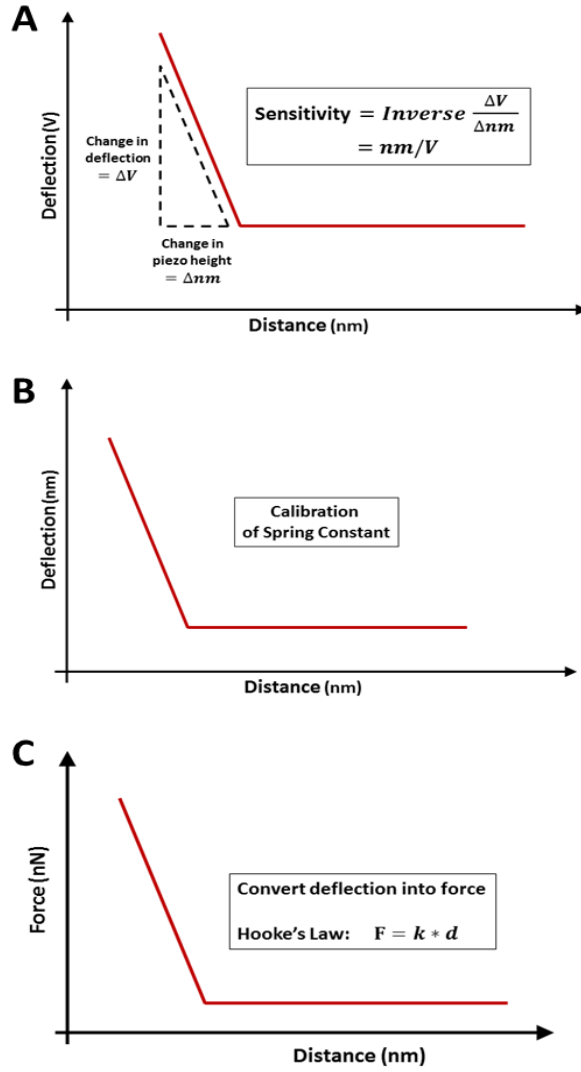 A
Deflection(V)
Change in
deflection
= ΔV
Sensitivity = Inverse ΔV/Δnm
= nm/V
Change in
piezo height
= Δnm
Distance (nm)
B
Deflection(nm)
Calibration
of Spring Constant
Distance (nm)
C
Force (nN)
Convert deflection into force
Hooke's Law: F = k * d
Distance (nm)